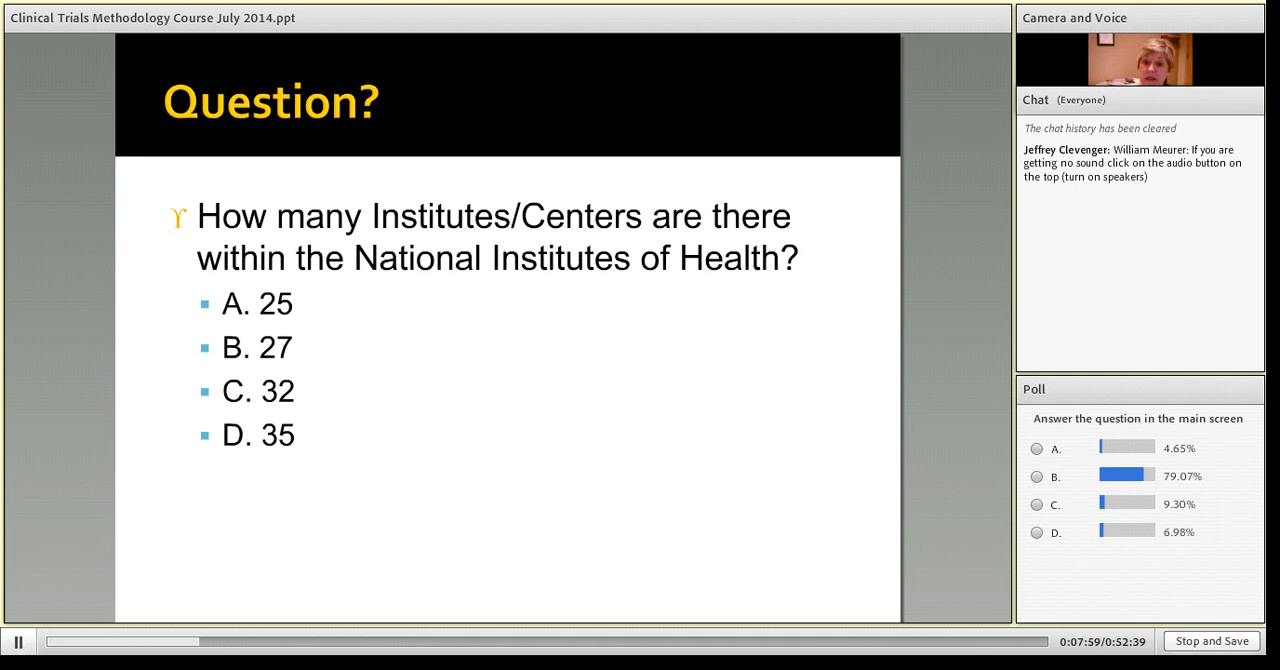 Clinical Trials Methodology Course July 2014.ppt
Question?
How many Institutes/Centers are there
within the National Institutes of Health?
A. 25
B. 27
C. 32
D. 35
Camera and Voice
Chat (Everyone)
The chat history has been cleared
Jeffrey Clevenger: William Meurer: If you are
getting no sound click on the audio button on
the top (turn on speakers)
Poll
Answer the question in the main screen
A. 4.65%
B. 79.07%
C. 9.30%
D. 6.98%
0:07:59/0:52:39
Stop and Save